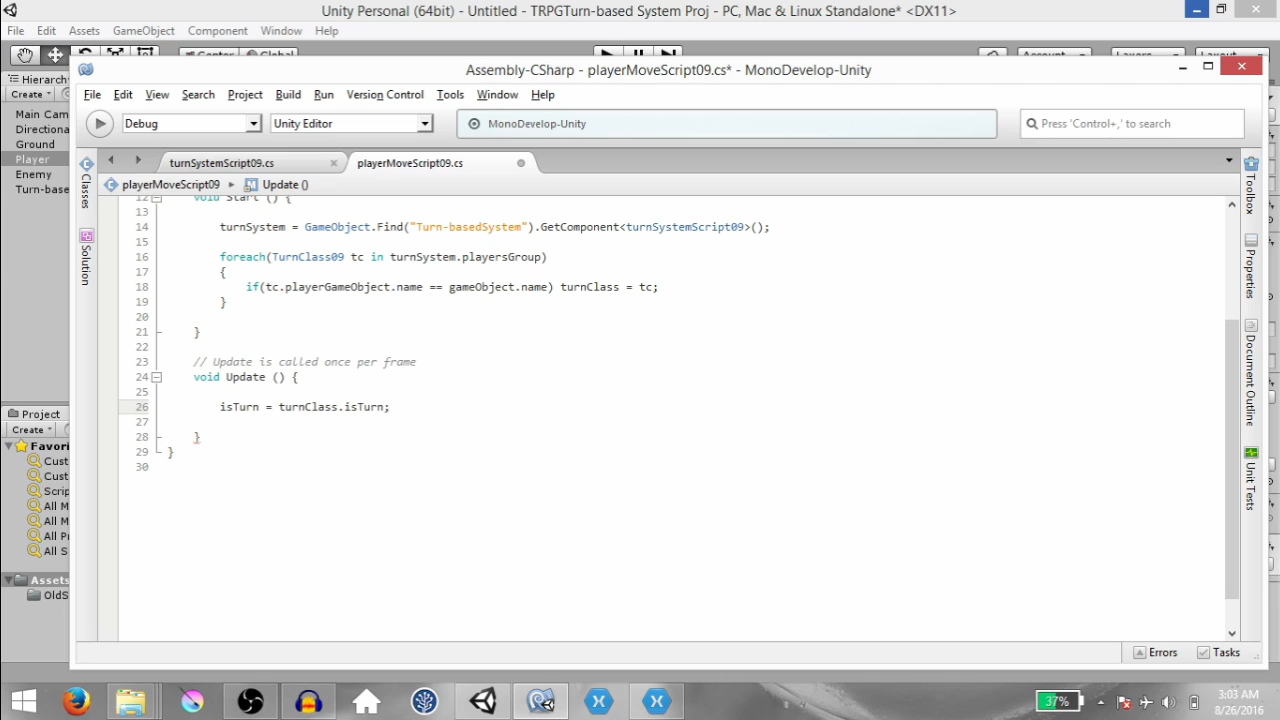 Unity Personal (64bit) - Untitled - TRPGTurn-based System Proj - PC, Mac & Linux Standalone* <DX11>
File Edit Assets GameObject Component Window Help
Center Global Account Layers Layout
Hierarch
Create
Main Cam
Directiona
Ground
Player
Enemy
Turn-base
Project
Create
Favori
Cust
Cust
Scrip
All M
All M
All Pr
All S
Assets
OldS
Assembly-CSharp - playerMoveScript09.cs* - MonoDevelop-Unity
File Edit View Search Project Build Run Version Control Tools Window Help
Debug Unity Editor MonoDevelop-Unity Press 'Control+,' to search
turnSystemScript09.cs playerMoveScript09.cs
playerMoveScript09 Update ()
Classes
Solution
12 void Start () {
13
14 turnSystem = GameObject.Find("Turn-basedSystem").GetComponent<turnSystemScript09>();
15
16 foreach(TurnClass09 tc in turnSystem.playersGroup)
17 {
18 if(tc.playerGameObject.name == gameObject.name) turnClass = tc;
19 }
20
21 }
22
23 // Update is called once per frame
24 void Update () {
25
26 isTurn = turnClass.isTurn;
27
28 }
29 }
30
Toolbox
Properties
Document Outline
Unit Tests
Errors Tasks
37%
3:03 AM
8/26/2016